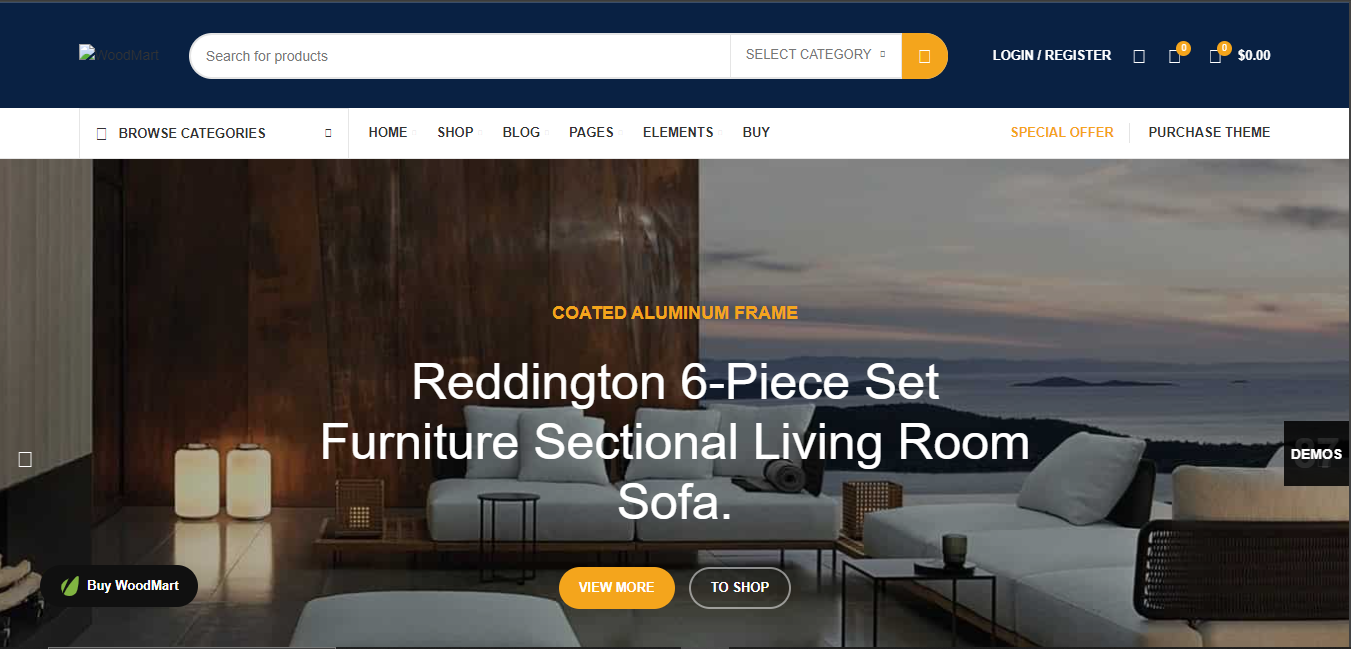 WoodMart
Search for products
SELECT CATEGORY
LOGIN / REGISTER
0
0
$0.00
BROWSE CATEGORIES
HOME
SHOP
BLOG
PAGES
ELEMENTS
BUY
SPECIAL OFFER
PURCHASE THEME
COATED ALUMINUM FRAME
Reddington 6-Piece Set
Furniture Sectional Living Room
Sofa.
87
DEMOS
Buy WoodMart
VIEW MORE
TO SHOP